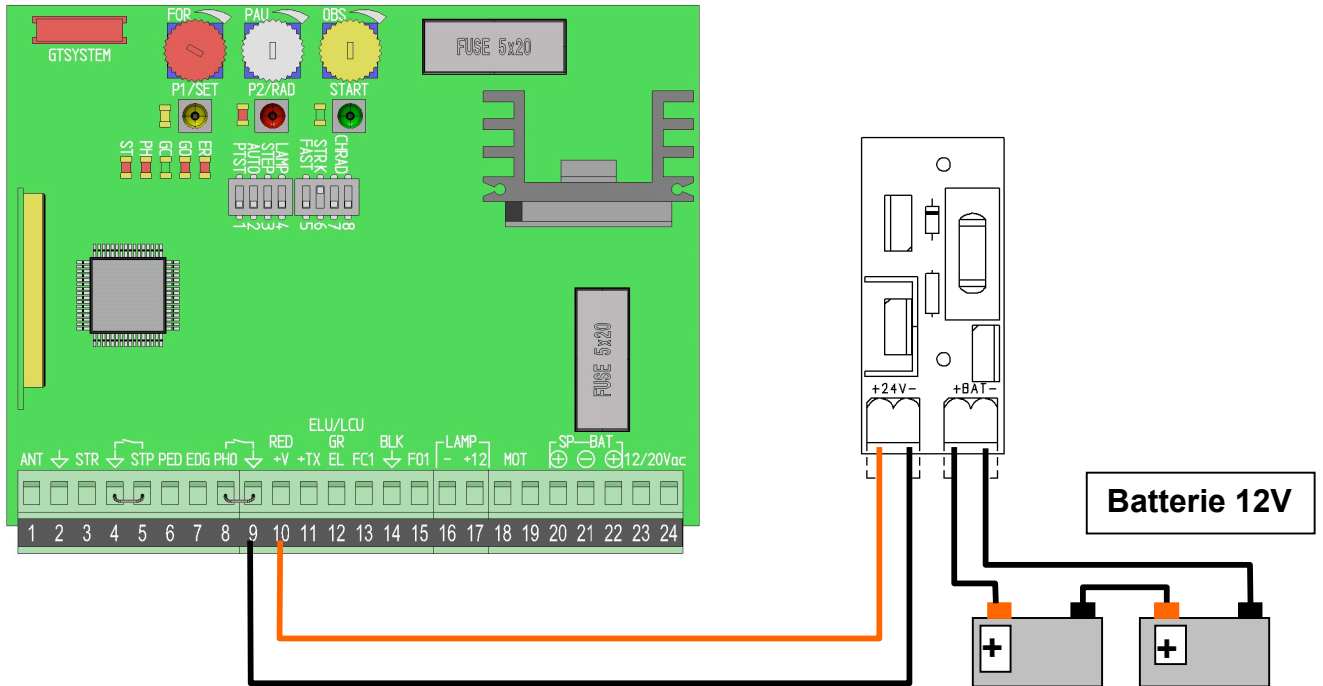 FOR PAU OBS
GTSYSTEM
FUSE 5x20
P1/SET P2/RAD START
ST PH GC GO ER
PTST AUTO STEP LAMP FAST STRK CHRAD
1 2 3 4 5 6 7 8
FUSE 5x20
+24V- +BAT-
ELU/LCU
RED GR BLK LAMP SP-BAT
ANT STR STP PED EDG PHO +V +TX EL FC1 FO1 - +12 MOT + - + 12/20Vac
1 2 3 4 5 6 7 8 9 10 11 12 13 14 15 16 17 18 19 20 21 22 23 24
Batterie 12V
+ +